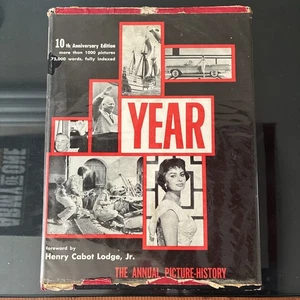 10th Anniversary Edition
more than 1000 pictures
75,000 words, fully indexed
YEAR
foreword by
Henry Cabot Lodge, Jr.
THE ANNUAL PICTURE-HISTORY